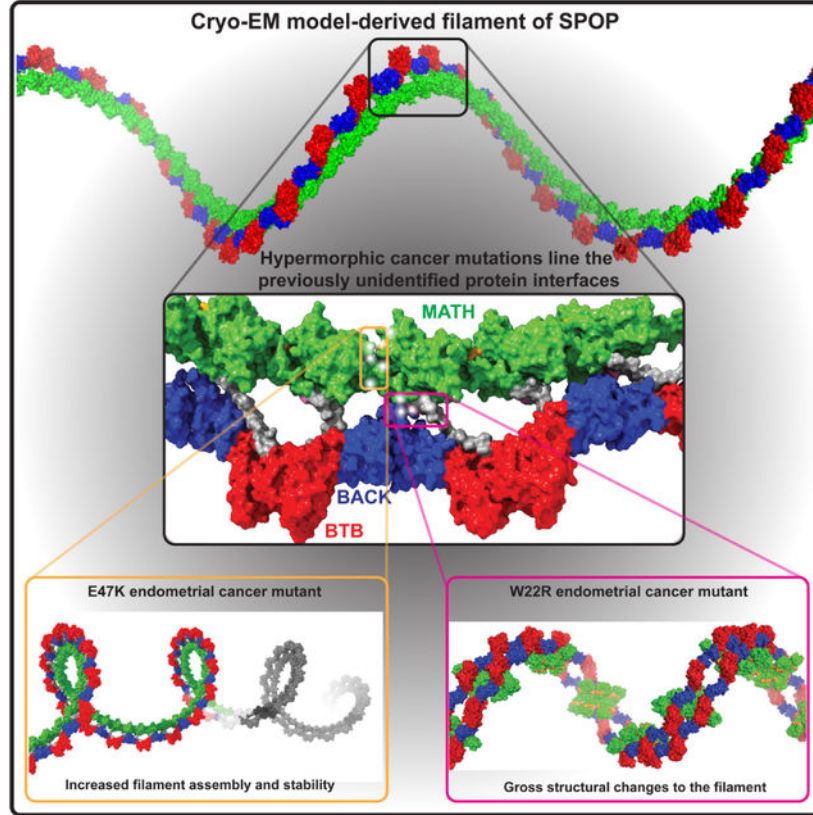 Cryo-EM model-derived filament of SPOP
Hypermorphic cancer mutations line the
previously unidentified protein interfaces
MATH
BACK
BTB
E47K endometrial cancer mutant
Increased filament assembly and stability
W22R endometrial cancer mutant
Gross structural changes to the filament